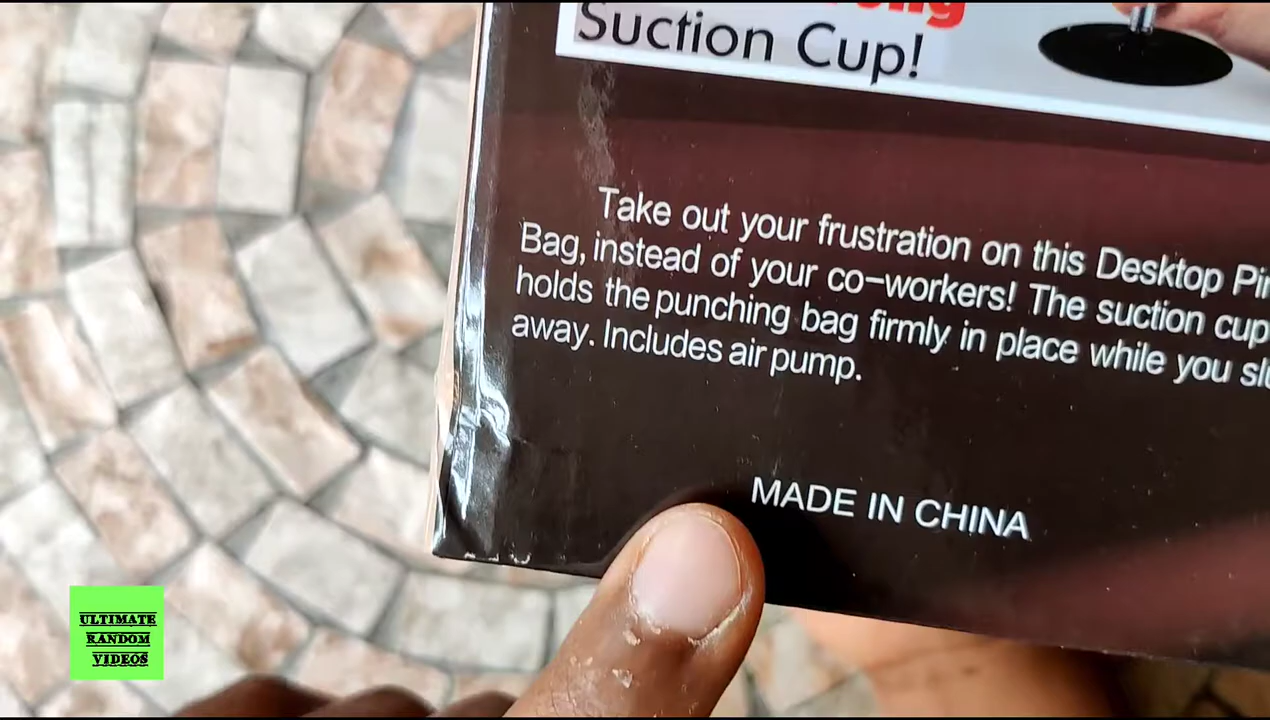 Suction Cup!
Take out your frustration on this Desktop
Bag, instead of your co-workers! The suction cup
holds the punching bag firmly in place while you
away. Includes air pump.
MADE IN CHINA
ULTIMATE
RANDOM
VIDEOS